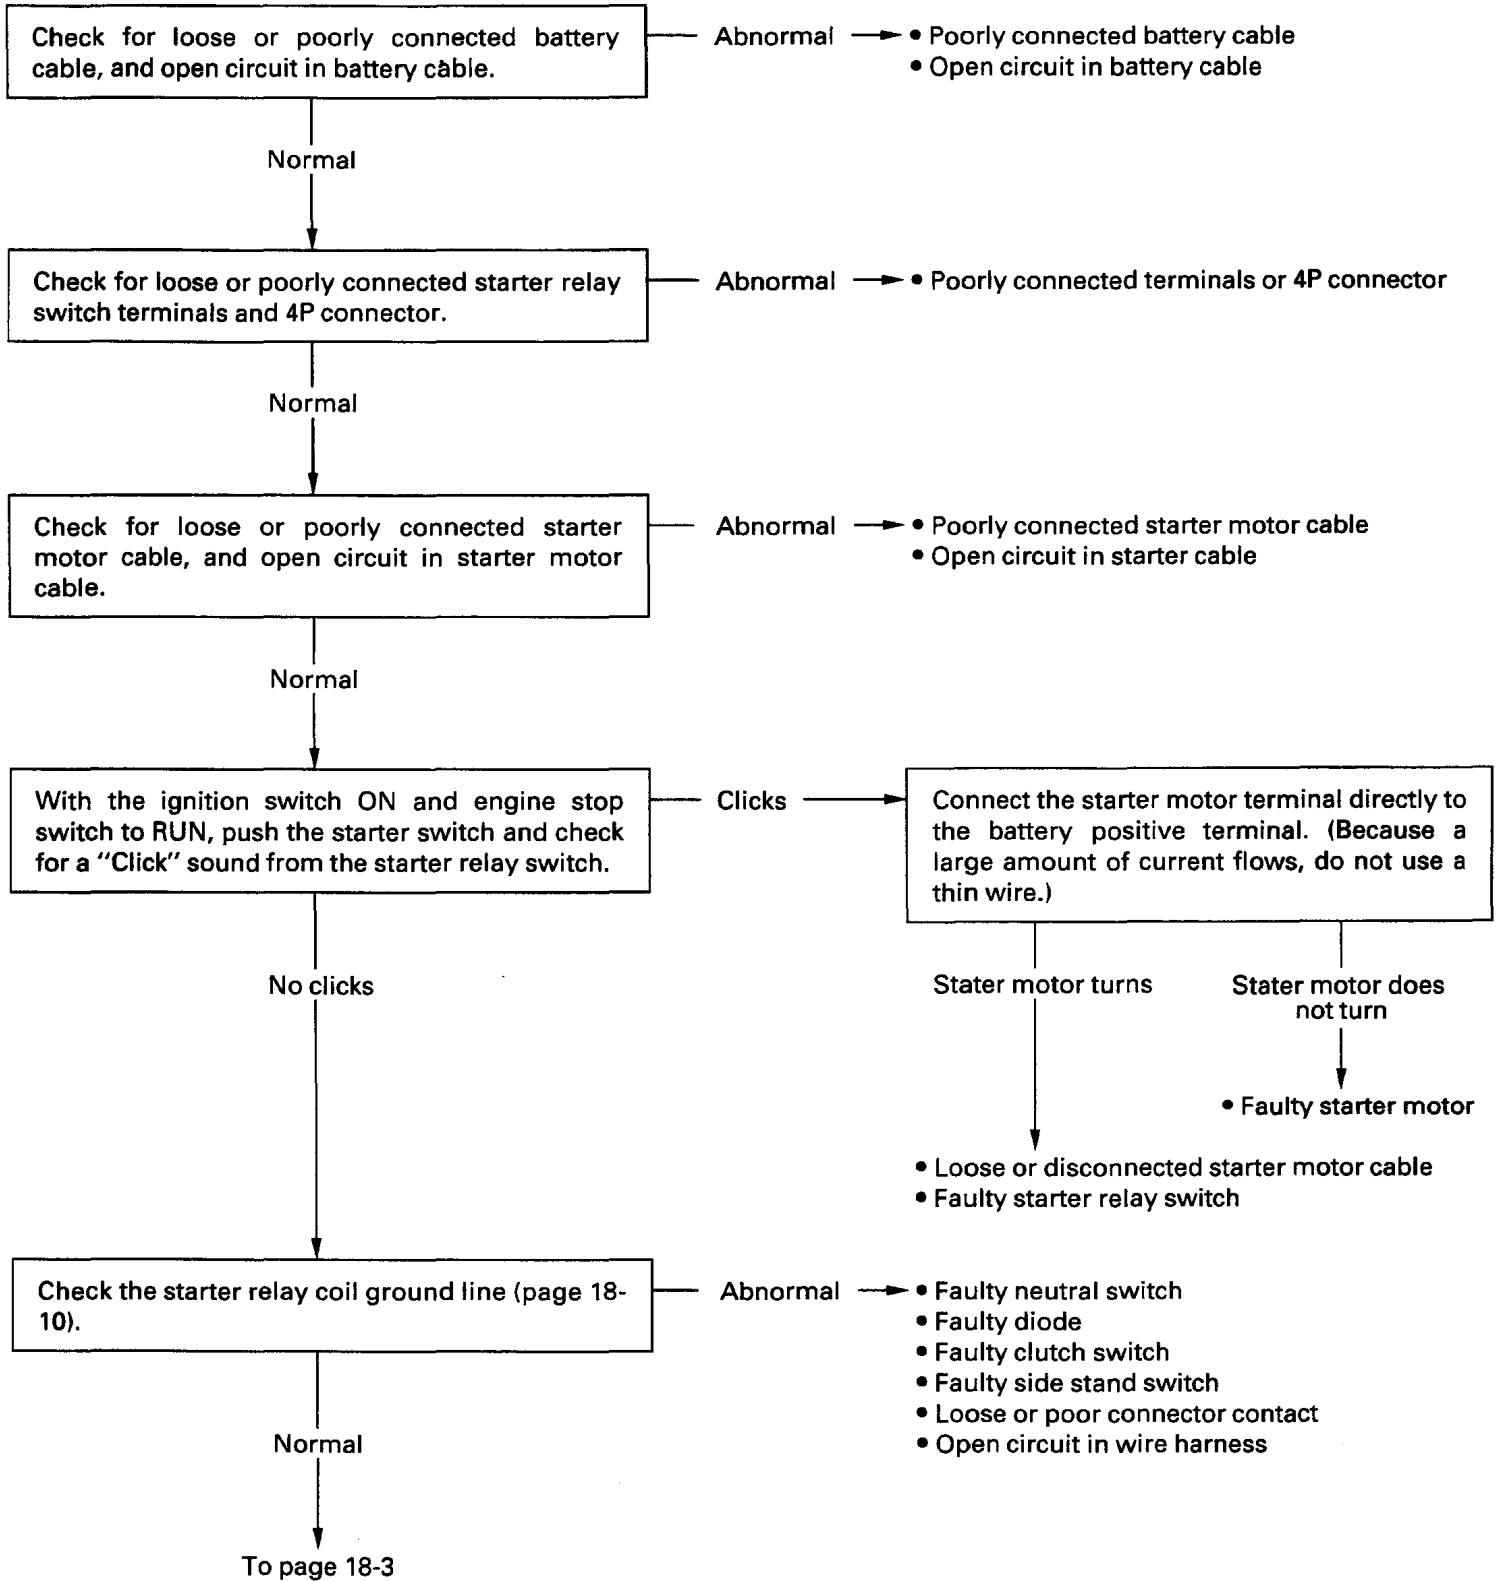 Check for loose or poorly connected battery
cable, and open circuit in battery cable.
Abnormal
• Poorly connected battery cable
• Open circuit in battery cable
Normal
Check for loose or poorly connected starter relay
switch terminals and 4P connector.
Abnormal
• Poorly connected terminals or 4P connector
Normal
Check for loose or poorly connected starter
motor cable, and open circuit in starter motor
cable.
Abnormal
• Poorly connected starter motor cable
• Open circuit in starter cable
Normal
With the ignition switch ON and engine stop
switch to RUN, push the starter switch and check
for a "Click" sound from the starter relay switch.
Clicks
Connect the starter motor terminal directly to
the battery positive terminal. (Because a
large amount of current flows, do not use a
thin wire.)
No clicks
Stater motor turns
Stater motor does
not turn
• Faulty starter motor
• Loose or disconnected starter motor cable
• Faulty starter relay switch
Check the starter relay coil ground line (page 18-
10).
Abnormal
• Faulty neutral switch
• Faulty diode
• Faulty clutch switch
• Faulty side stand switch
• Loose or poor connector contact
• Open circuit in wire harness
Normal
To page 18-3